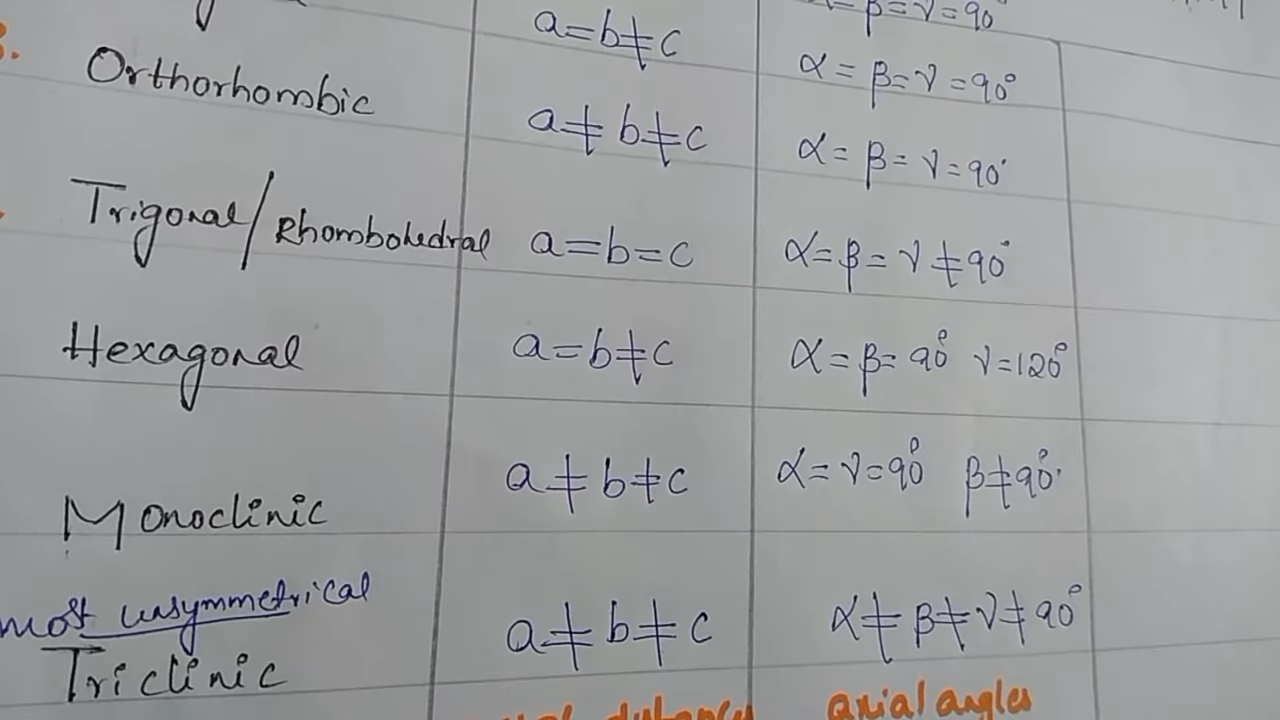 α=β=γ=90°
a=b≠c α=β=γ=90°
3. Orthorhombic a≠b≠c α=β=γ=90°
Trigonal/Rhombohedral a=b=c α=β=γ≠90°
Hexagonal a=b≠c α=β=90° γ=120°
Monoclinic a≠b≠c α=γ=90° β≠90°
most unsymmetrical
Triclinic a≠b≠c α≠β≠γ≠90°
axial angles